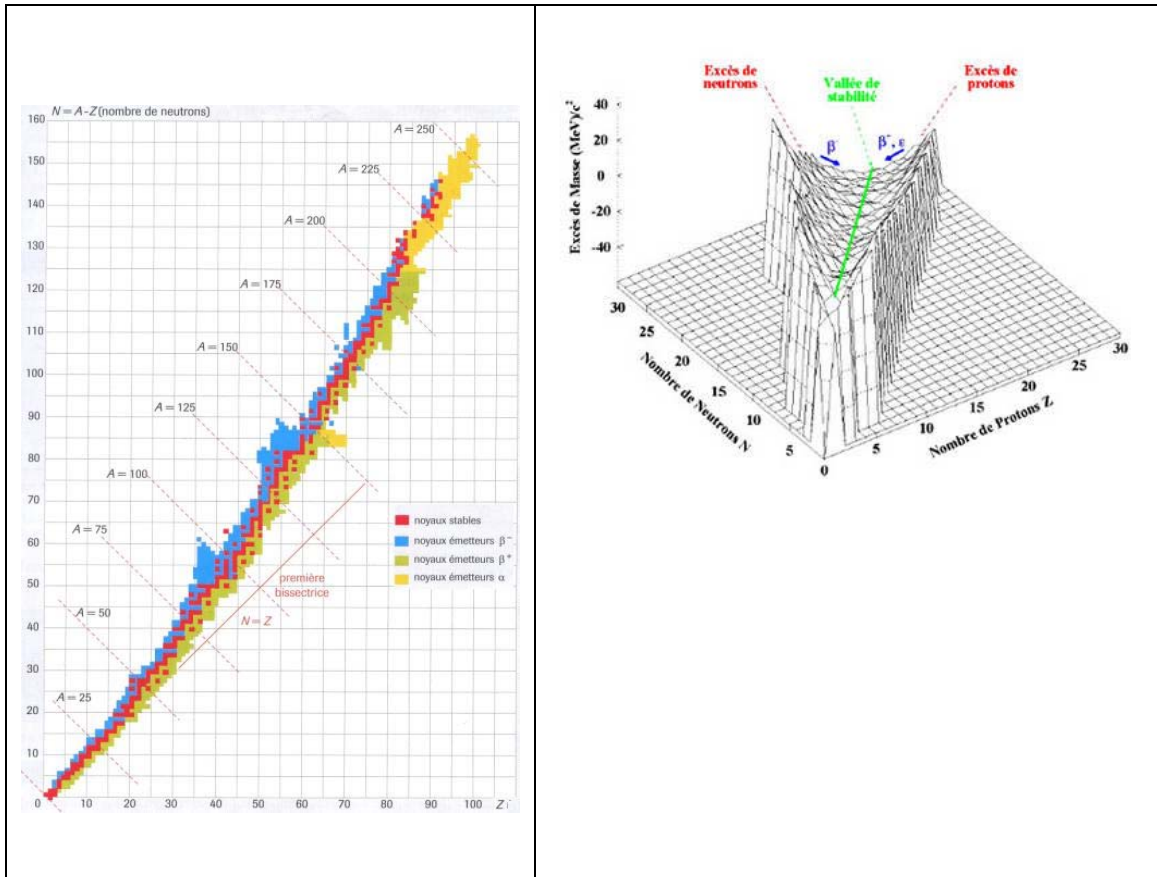 N = A - Z (nombre de neutrons)
160
150
140
130
120
110
100
90
80
70
60
50
40
30
20
10
0
10
20
30
40
50
60
70
80
90
100
Z
A = 250
A = 225
A = 200
A = 175
A = 150
A = 125
A = 100
A = 75
A = 50
A = 25
noyaux stables
noyaux émetteurs β⁻
noyaux émetteurs β⁺
noyaux émetteurs α
première
bissectrice
N = Z
Excès de
neutrons
Vallée de
stabilité
Excès de
protons
β⁻
β⁺, ε
Excès de Masse (MeV/c²)
40
20
0
-20
-40
30
25
20
15
10
5
Nombre de Neutrons N
0
5
10
15
20
25
30
Nombre de Protons Z